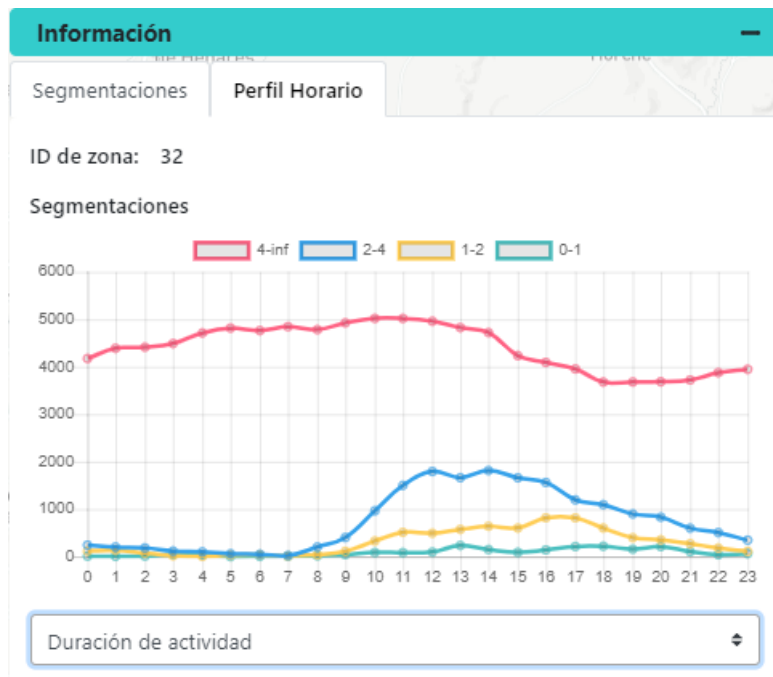 Información
Segmentaciones Perfil Horario
ID de zona: 32
Segmentaciones
4-inf 2-4 1-2 0-1
6000
5000
4000
3000
2000
1000
0
0 1 2 3 4 5 6 7 8 9 10 11 12 13 14 15 16 17 18 19 20 21 22 23
Duración de actividad